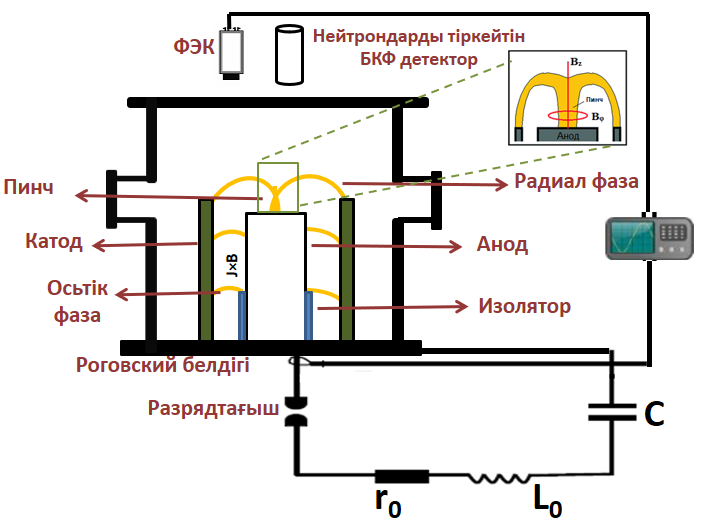 ФЭК
Нейтрондарды тіркейтін
БКФ детектор
Bz
Пинч
Bφ
Анод
Пинч
Радиал фаза
Катод
J×B
Анод
Осьтік
фаза
Изолятор
Роговский белдігі
Разрядтағыш
C
r0
L0